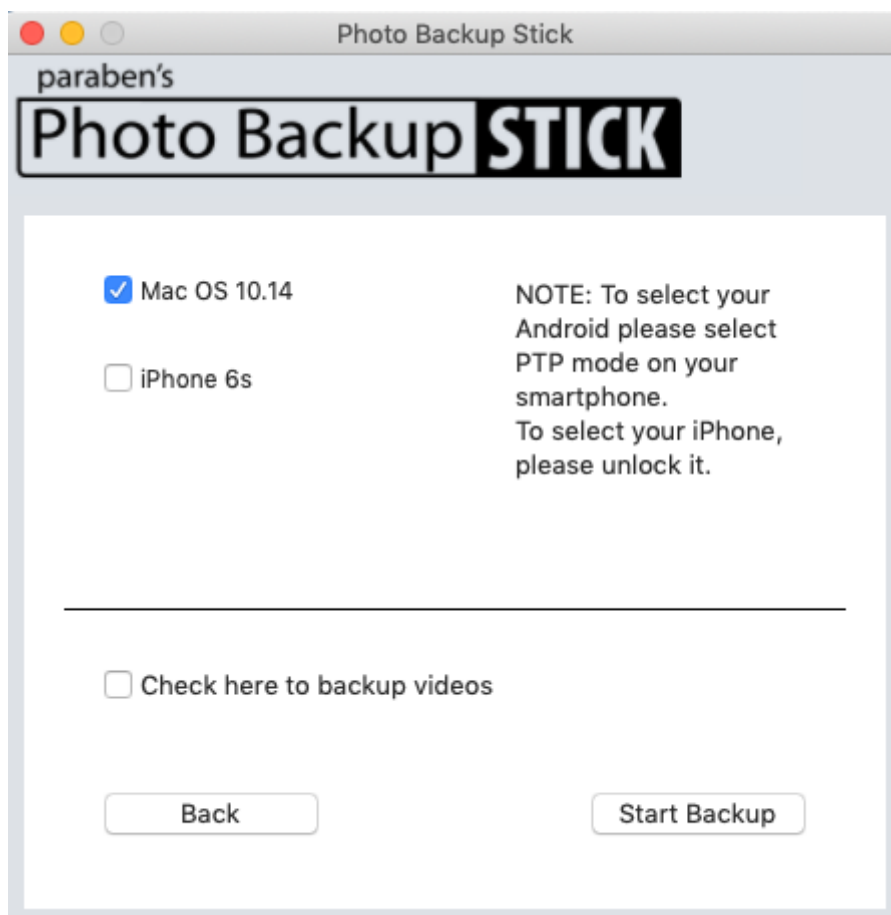 Photo Backup Stick
paraben's
Photo Backup STICK
Mac OS 10.14
iPhone 6s
NOTE: To select your
Android please select
PTP mode on your
smartphone.
To select your iPhone,
please unlock it.
Check here to backup videos
Back
Start Backup